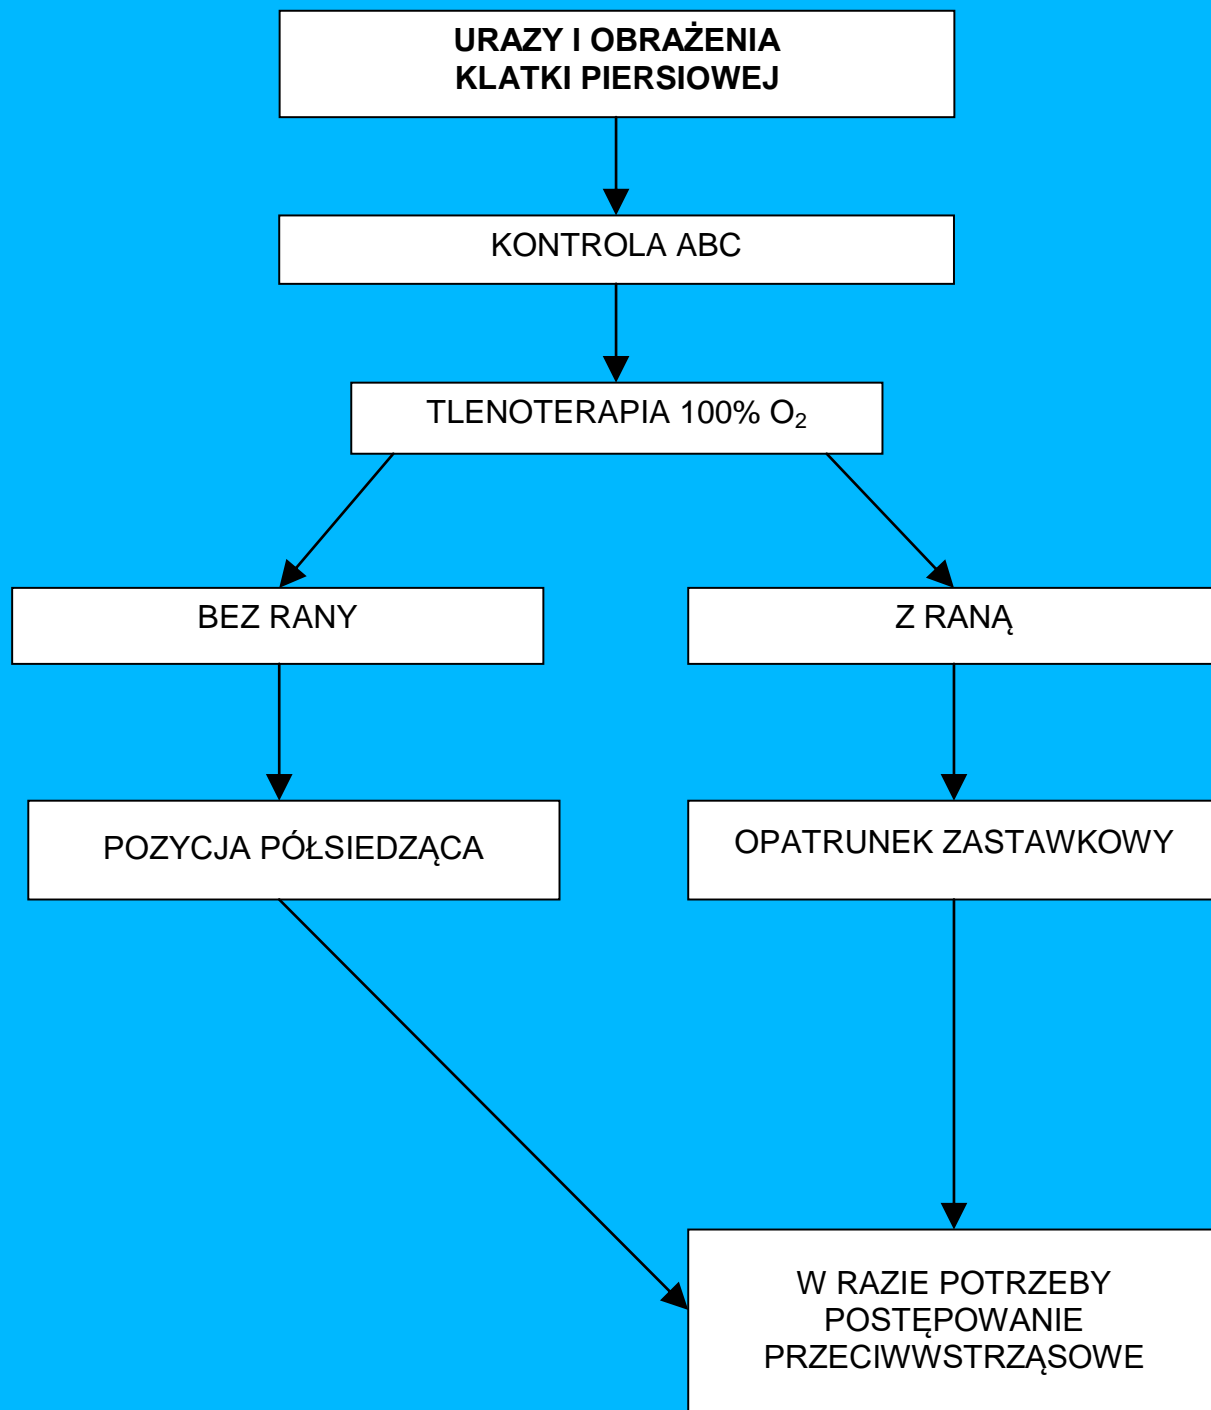 URAZY I OBRAŻENIA
KLATKI PIERSIOWEJ
KONTROLA ABC
TLENOTERAPIA 100% O₂
BEZ RANY
Z RANĄ
POZYCJA PÓŁSIEDZĄCA
OPATRUNEK ZASTAWKOWY
W RAZIE POTRZEBY
POSTĘPOWANIE
PRZECIWWSTRZĄSOWE